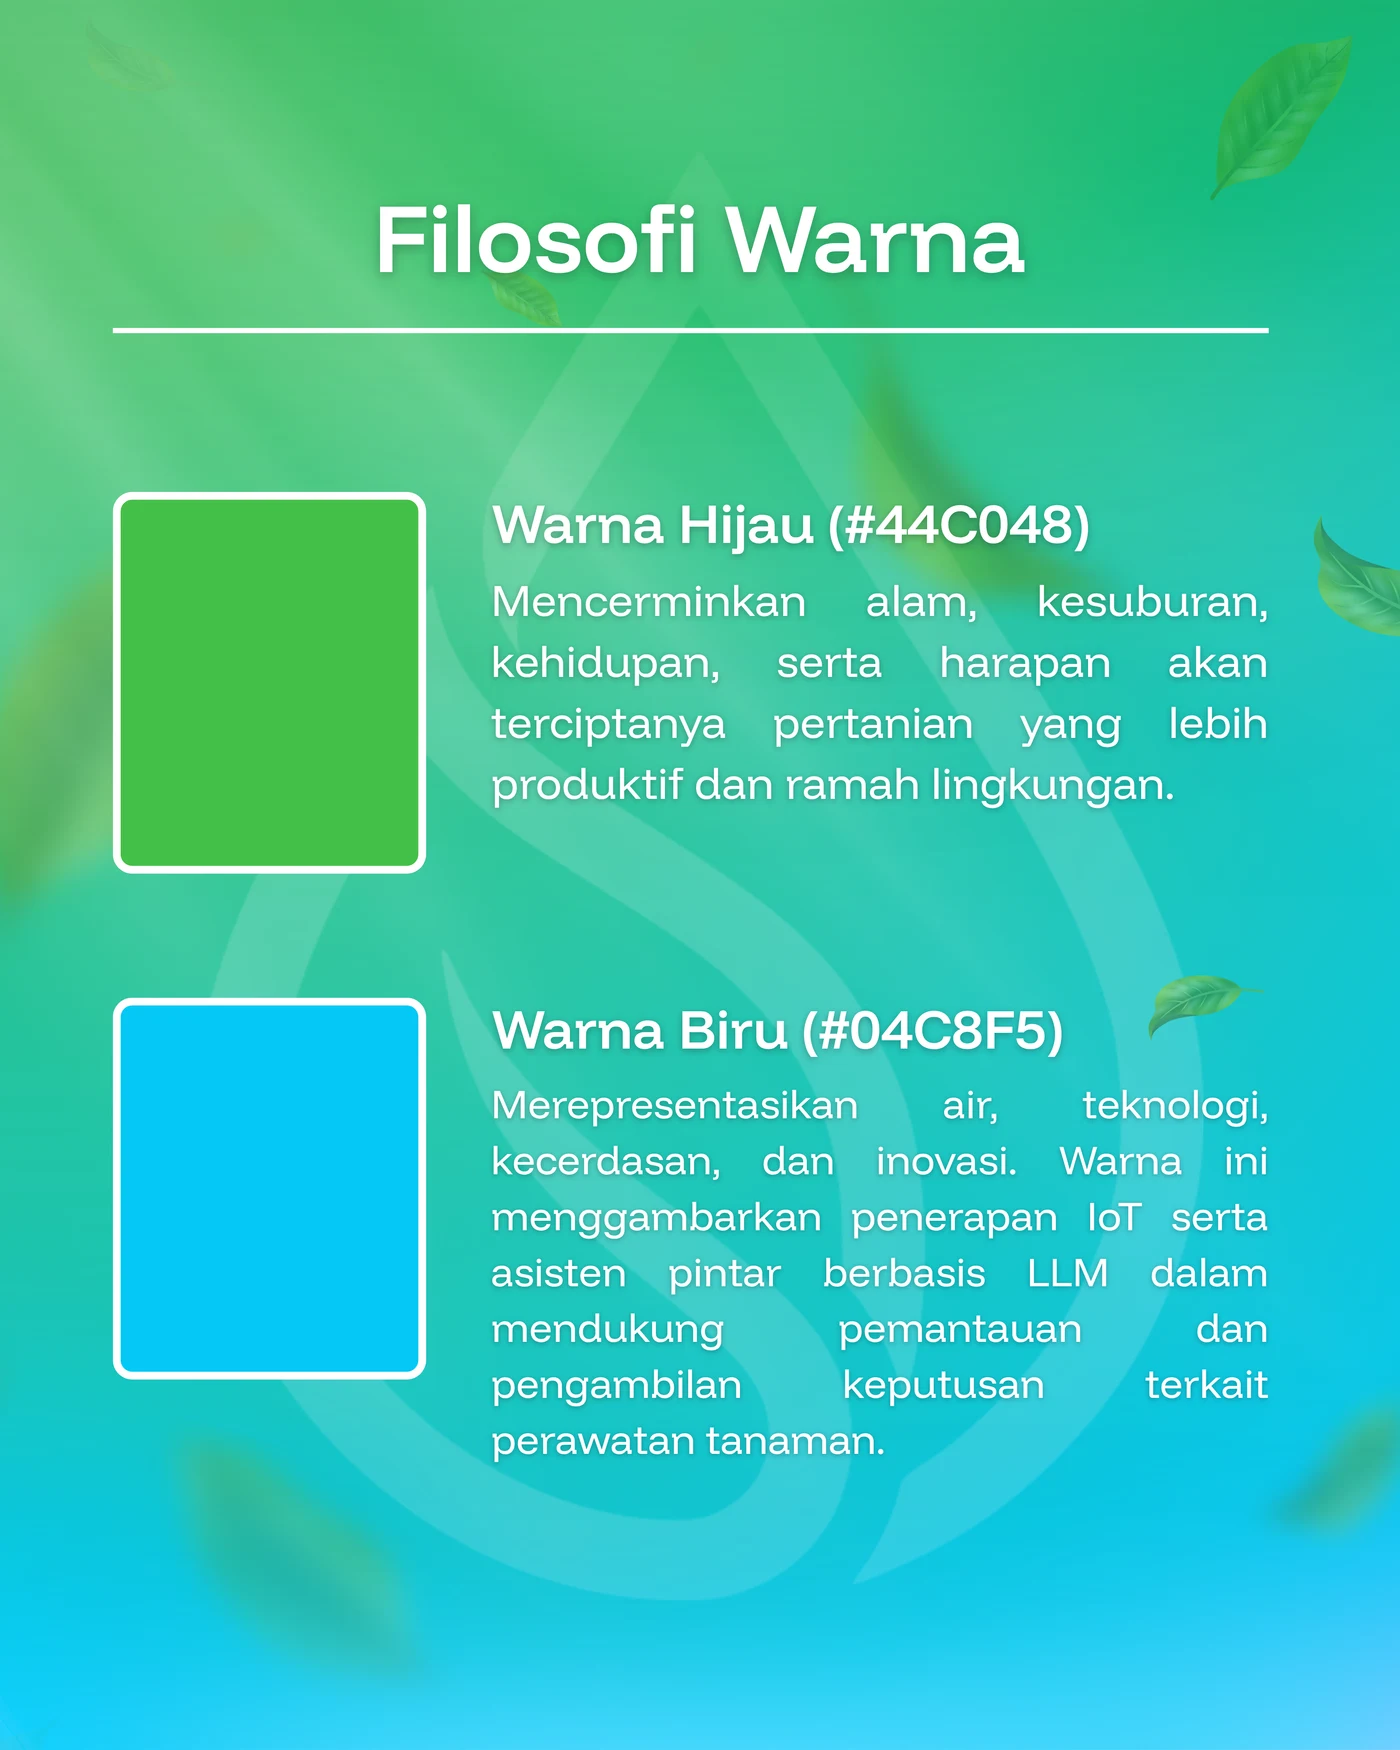 Filosofi Warna
Warna Hijau (#44C048)
Mencerminkan alam, kesuburan,
kehidupan, serta harapan akan
terciptanya pertanian yang lebih
produktif dan ramah lingkungan.
Warna Biru (#04C8F5)
Merepresentasikan air, teknologi,
kecerdasan, dan inovasi. Warna ini
menggambarkan penerapan IoT serta
asisten pintar berbasis LLM dalam
mendukung pemantauan dan
pengambilan keputusan terkait
perawatan tanaman.